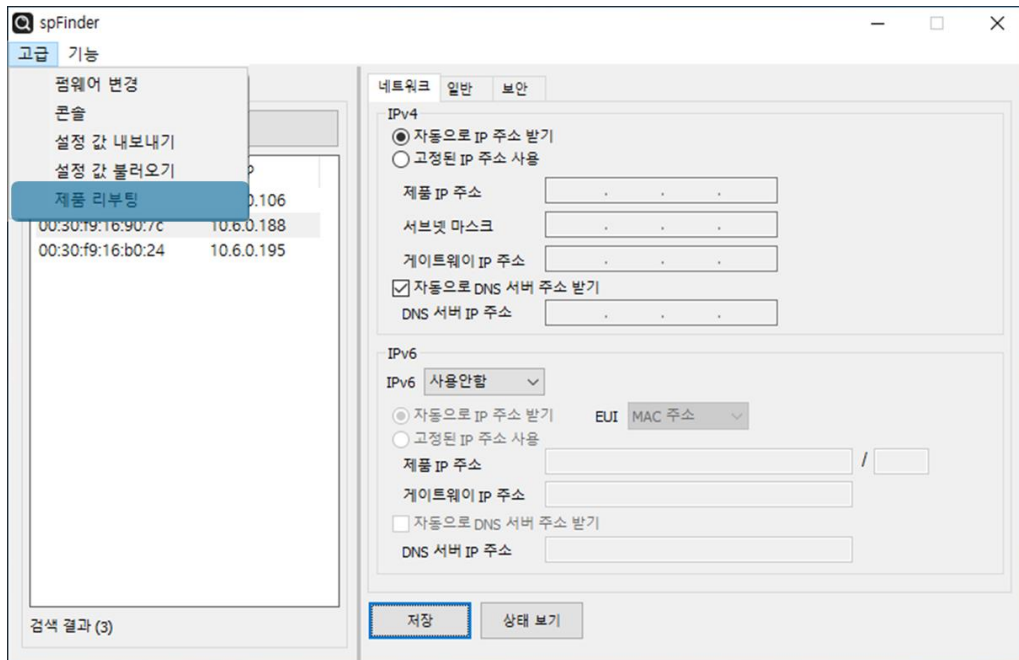 spFinder
고급 기능
펌웨어 변경
콘솔
설정 값 내보내기
설정 값 불러오기
제품 리부팅
0.106
00:30:f9:16:90:7c 10.6.0.188
00:30:f9:16:b0:24 10.6.0.195
검색 결과 (3)
네트워크 일반 보안
IPv4
자동으로 IP 주소 받기
고정된 IP 주소 사용
제품 IP 주소 . . .
서브넷 마스크 . . .
게이트웨이 IP 주소 . . .
자동으로 DNS 서버 주소 받기
DNS 서버 IP 주소 . . .
IPv6
IPv6 사용안함
자동으로 IP 주소 받기 EUI MAC 주소
고정된 IP 주소 사용
제품 IP 주소 /
게이트웨이 IP 주소
자동으로 DNS 서버 주소 받기
DNS 서버 IP 주소
저장 상태 보기